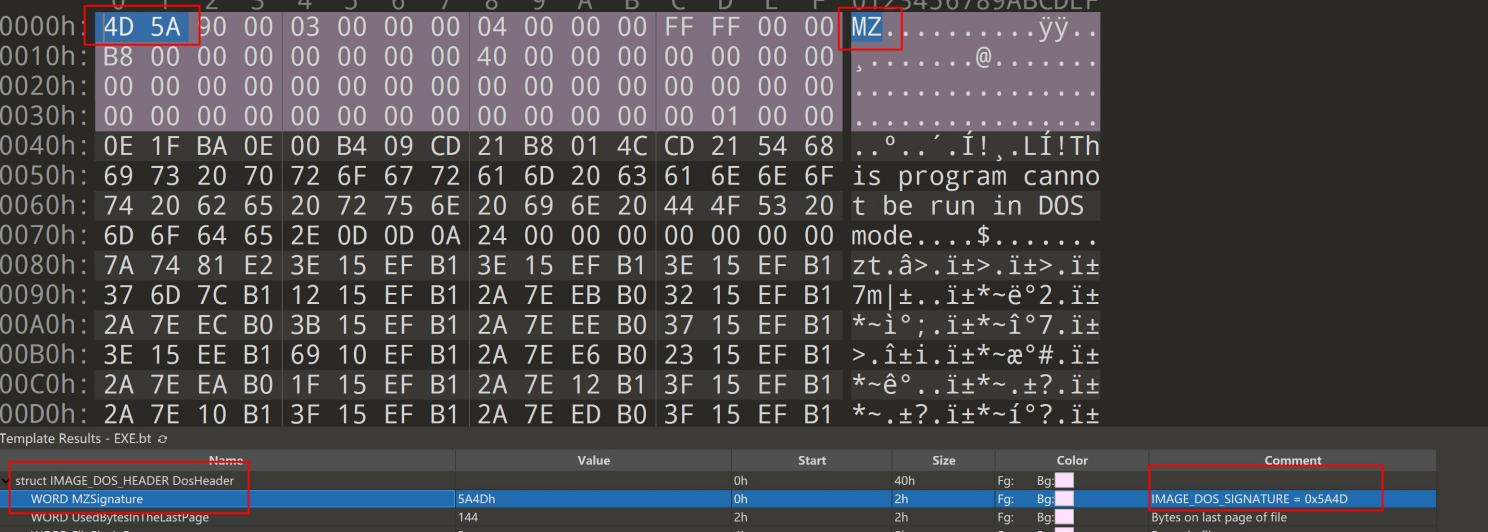 0 1 2 3 4 5 6 7 8 9 A B C D E F 0123456789ABCDEF
0000h: 4D 5A 90 00 03 00 00 00 04 00 00 00 FF FF 00 00 MZ..........ÿÿ..
0010h: B8 00 00 00 00 00 00 00 40 00 00 00 00 00 00 00 ¸.......@.......
0020h: 00 00 00 00 00 00 00 00 00 00 00 00 00 00 00 00 ................
0030h: 00 00 00 00 00 00 00 00 00 00 00 00 00 01 00 00 ................
0040h: 0E 1F BA 0E 00 B4 09 CD 21 B8 01 4C CD 21 54 68 ..º..´.Í!¸.LÍ!Th
0050h: 69 73 20 70 72 6F 67 72 61 6D 20 63 61 6E 6E 6F is program canno
0060h: 74 20 62 65 20 72 75 6E 20 69 6E 20 44 4F 53 20 t be run in DOS
0070h: 6D 6F 64 65 2E 0D 0D 0A 24 00 00 00 00 00 00 00 mode....$.......
0080h: 7A 74 81 E2 3E 15 EF B1 3E 15 EF B1 3E 15 EF B1 zt.â>.ï±>.ï±>.ï±
0090h: 37 6D 7C B1 12 15 EF B1 2A 7E EB B0 32 15 EF B1 7m|±..ï±*~ë°2.ï±
00A0h: 2A 7E EC B0 3B 15 EF B1 2A 7E EE B0 37 15 EF B1 *~ì°;.ï±*~î°7.ï±
00B0h: 3E 15 EE B1 69 10 EF B1 2A 7E E6 B0 23 15 EF B1 >.î±i.ï±*~æ°#.ï±
00C0h: 2A 7E EA B0 1F 15 EF B1 2A 7E 12 B1 3F 15 EF B1 *~ê°..ï±*~.±?.ï±
00D0h: 2A 7E 10 B1 3F 15 EF B1 2A 7E ED B0 3F 15 EF B1 *~.±?.ï±*~í°?.ï±
Template Results - EXE.bt
Name Value Start Size Color Comment
struct IMAGE_DOS_HEADER DosHeader 0h 40h Fg: Bg:
WORD MZSignature 5A4Dh 0h 2h Fg: Bg: IMAGE_DOS_SIGNATURE = 0x5A4D
WORD UsedBytesInTheLastPage 144 2h 2h Fg: Bg: Bytes on last page of file